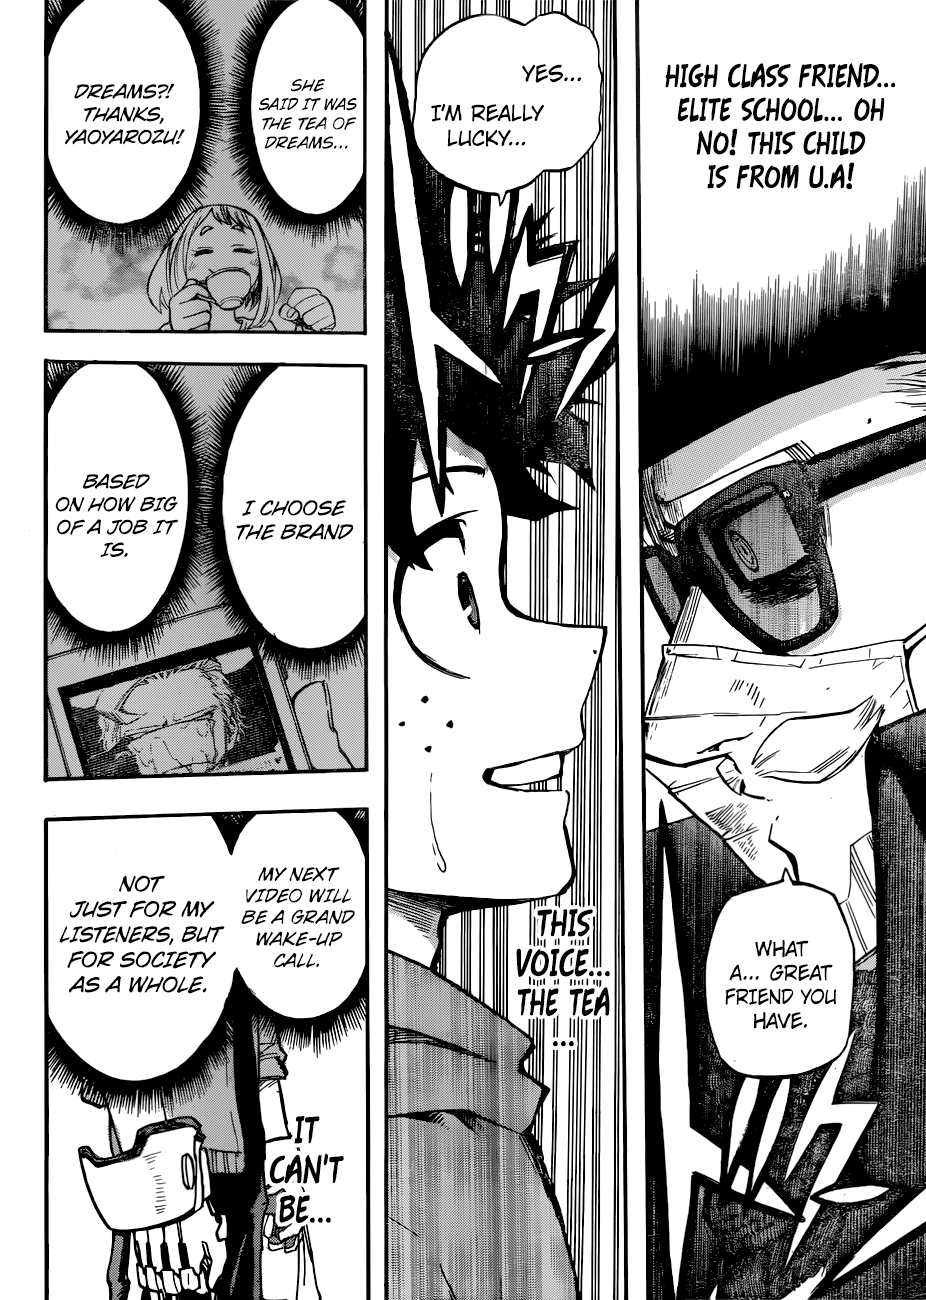 HIGH CLASS FRIEND...
ELITE SCHOOL... OH
NO! THIS CHILD
IS FROM U.A!
WHAT
A... GREAT
FRIEND YOU
HAVE.
ドクン
YES...
I'M REALLY
LUCKY...
THIS
VOICE...
THE TEA
...
SHE
SAID IT WAS
THE TEA OF
DREAMS...
DREAMS?!
THANKS,
YAOYAROZU!
I CHOOSE
THE BRAND
BASED
ON HOW BIG
OF A JOB IT
IS.
MY NEXT
VIDEO WILL
BE A GRAND
WAKE-UP
CALL.
NOT
JUST FOR MY
LISTENERS, BUT
FOR SOCIETY
AS A WHOLE.
IT
CAN'T
BE...